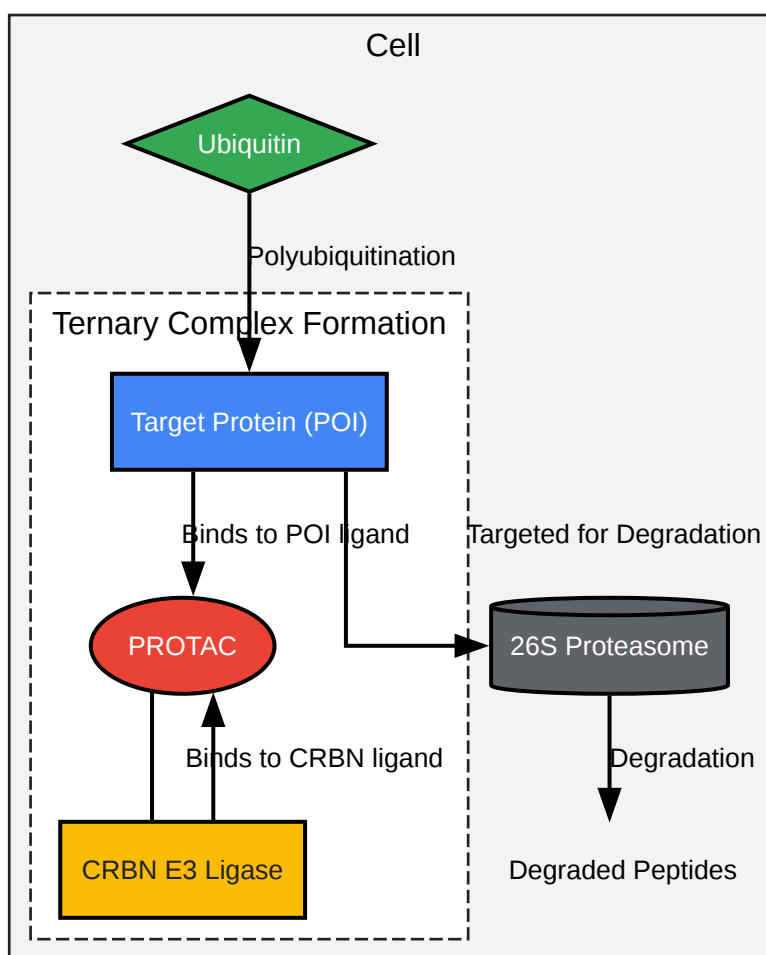 Cell
Ubiquitin
Polyubiquitination
Ternary Complex Formation
Target Protein (POI)
Binds to POI ligand
Targeted for Degradation
PROTAC
26S Proteasome
Binds to CRBN ligand
Degradation
CRBN E3 Ligase
Degraded Peptides